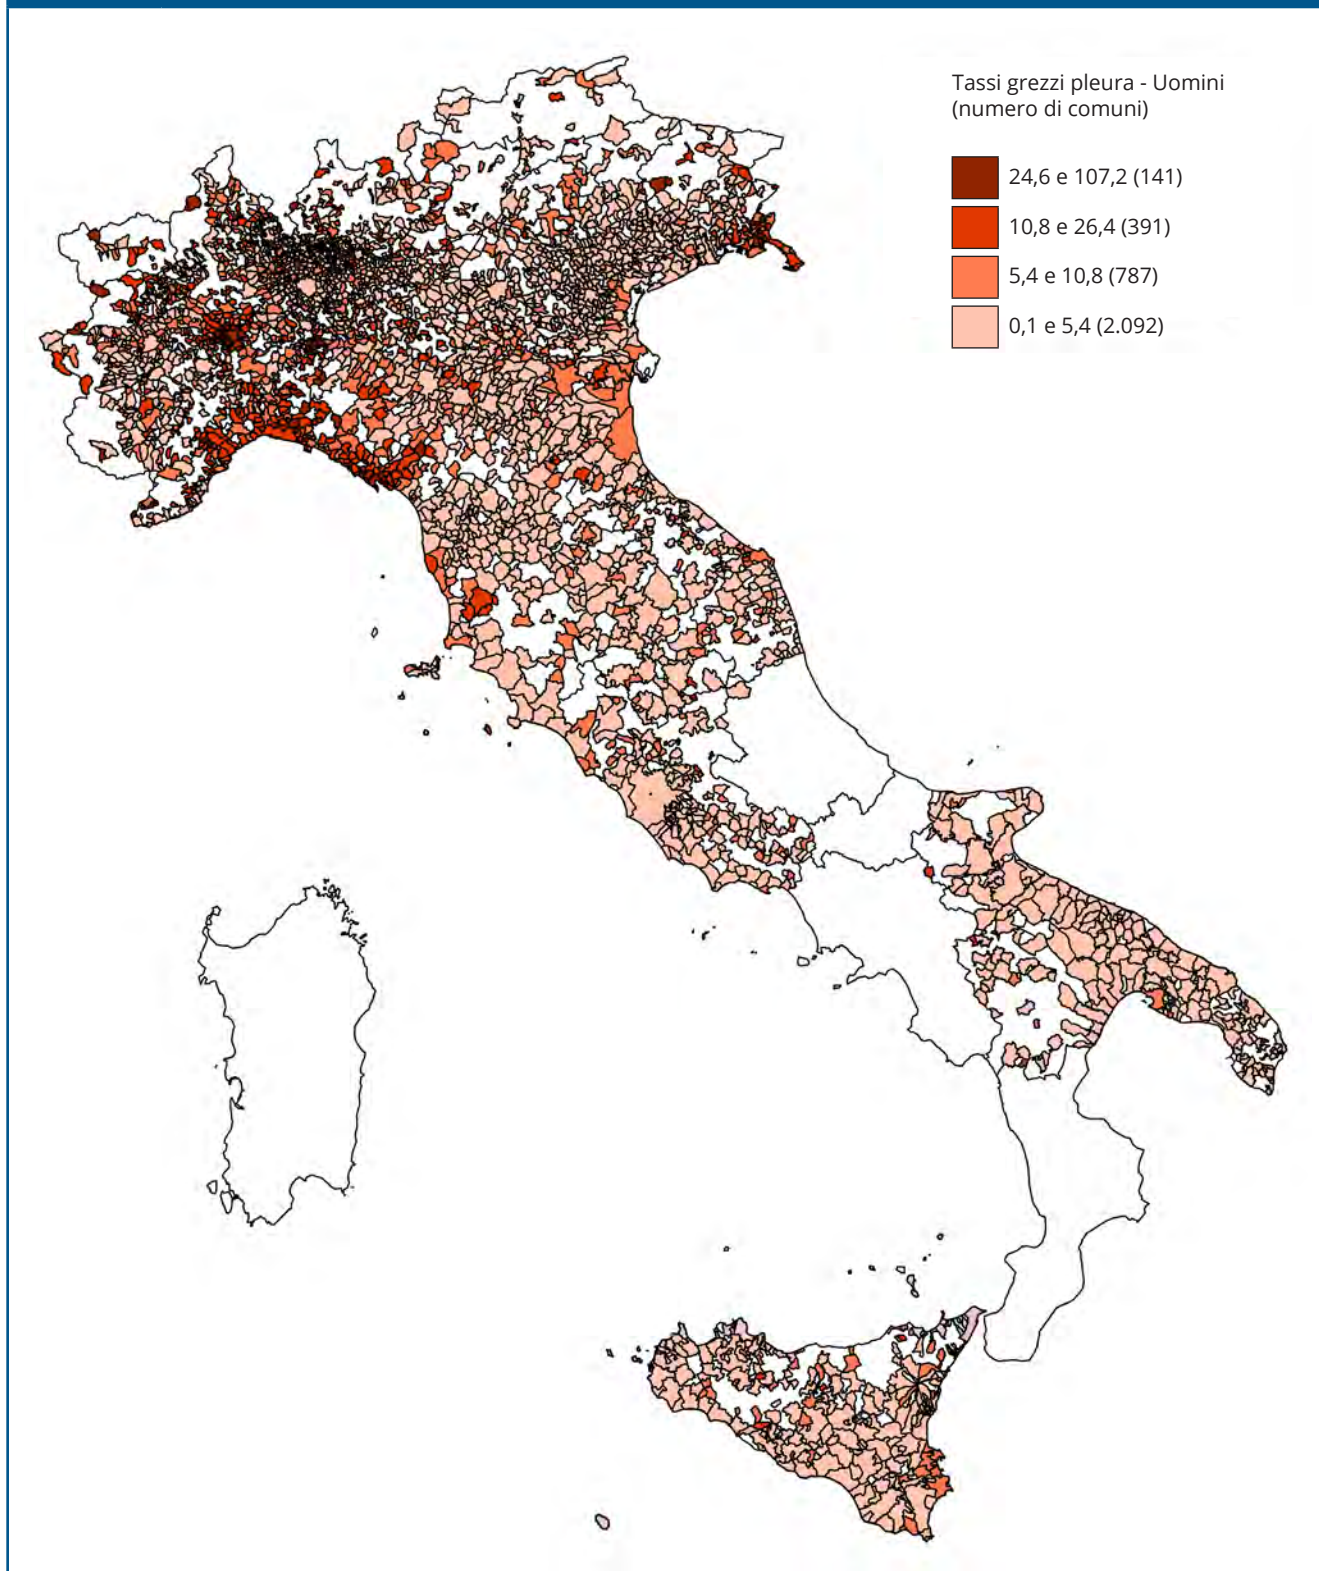 Tassi grezzi pleura - Uomini
(numero di comuni)
24,6 e 107,2 (141)
10,8 e 26,4 (391)
5,4 e 10,8 (787)
0,1 e 5,4 (2.092)